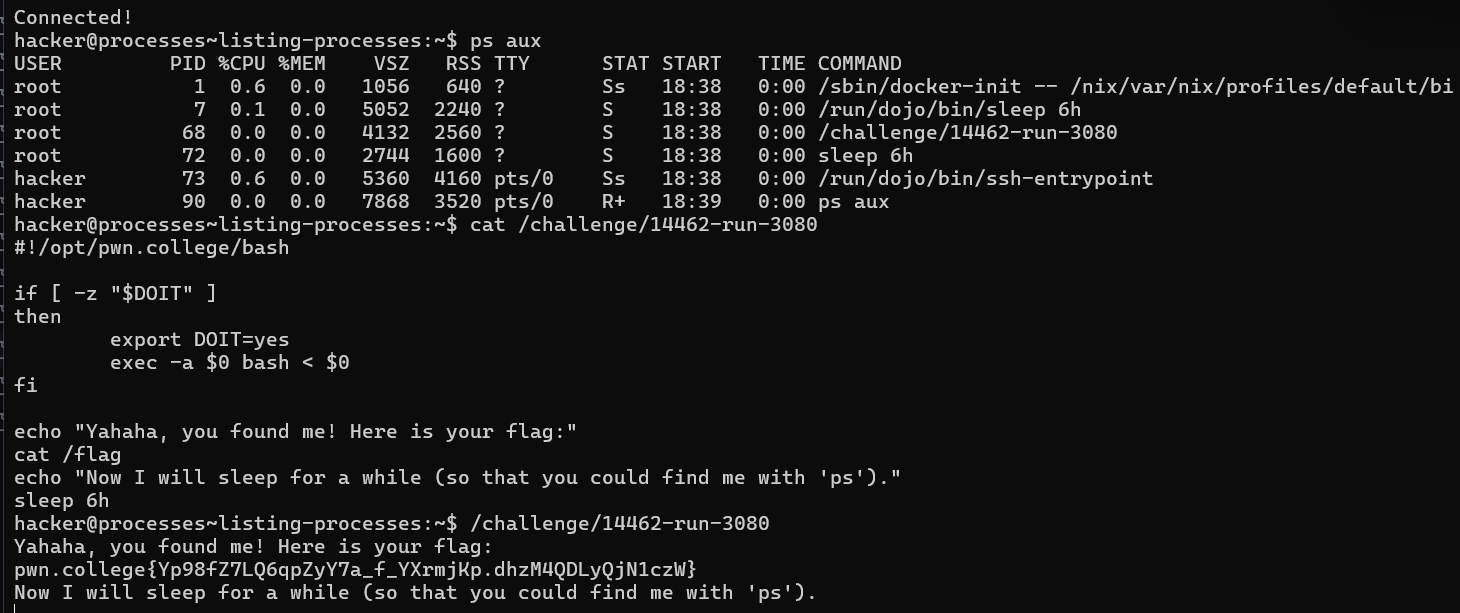 Connected!
hacker@processes~listing-processes:~$ ps aux
USER         PID %CPU %MEM    VSZ   RSS TTY      STAT START   TIME COMMAND
root           1  0.6  0.0   1056   640 ?        Ss   18:38   0:00 /sbin/docker-init -- /nix/var/nix/profiles/default/bi
root           7  0.1  0.0   5052  2240 ?        S    18:38   0:00 /run/dojo/bin/sleep 6h
root          68  0.0  0.0   4132  2560 ?        S    18:38   0:00 /challenge/14462-run-3080
root          72  0.0  0.0   2744  1600 ?        S    18:38   0:00 sleep 6h
hacker        73  0.6  0.0   5360  4160 pts/0    Ss   18:38   0:00 /run/dojo/bin/ssh-entrypoint
hacker        90  0.0  0.0   7868  3520 pts/0    R+   18:39   0:00 ps aux
hacker@processes~listing-processes:~$ cat /challenge/14462-run-3080
#!/opt/pwn.college/bash

if [ -z "$DOIT" ]
then
        export DOIT=yes
        exec -a $0 bash < $0
fi

echo "Yahaha, you found me! Here is your flag:"
cat /flag
echo "Now I will sleep for a while (so that you could find me with 'ps')."
sleep 6h
hacker@processes~listing-processes:~$ /challenge/14462-run-3080
Yahaha, you found me! Here is your flag:
pwn.college{Yp98fZ7LQ6qpZyY7a_f_YXrmjKp.dhzM4QDLyQjN1czW}
Now I will sleep for a while (so that you could find me with 'ps').